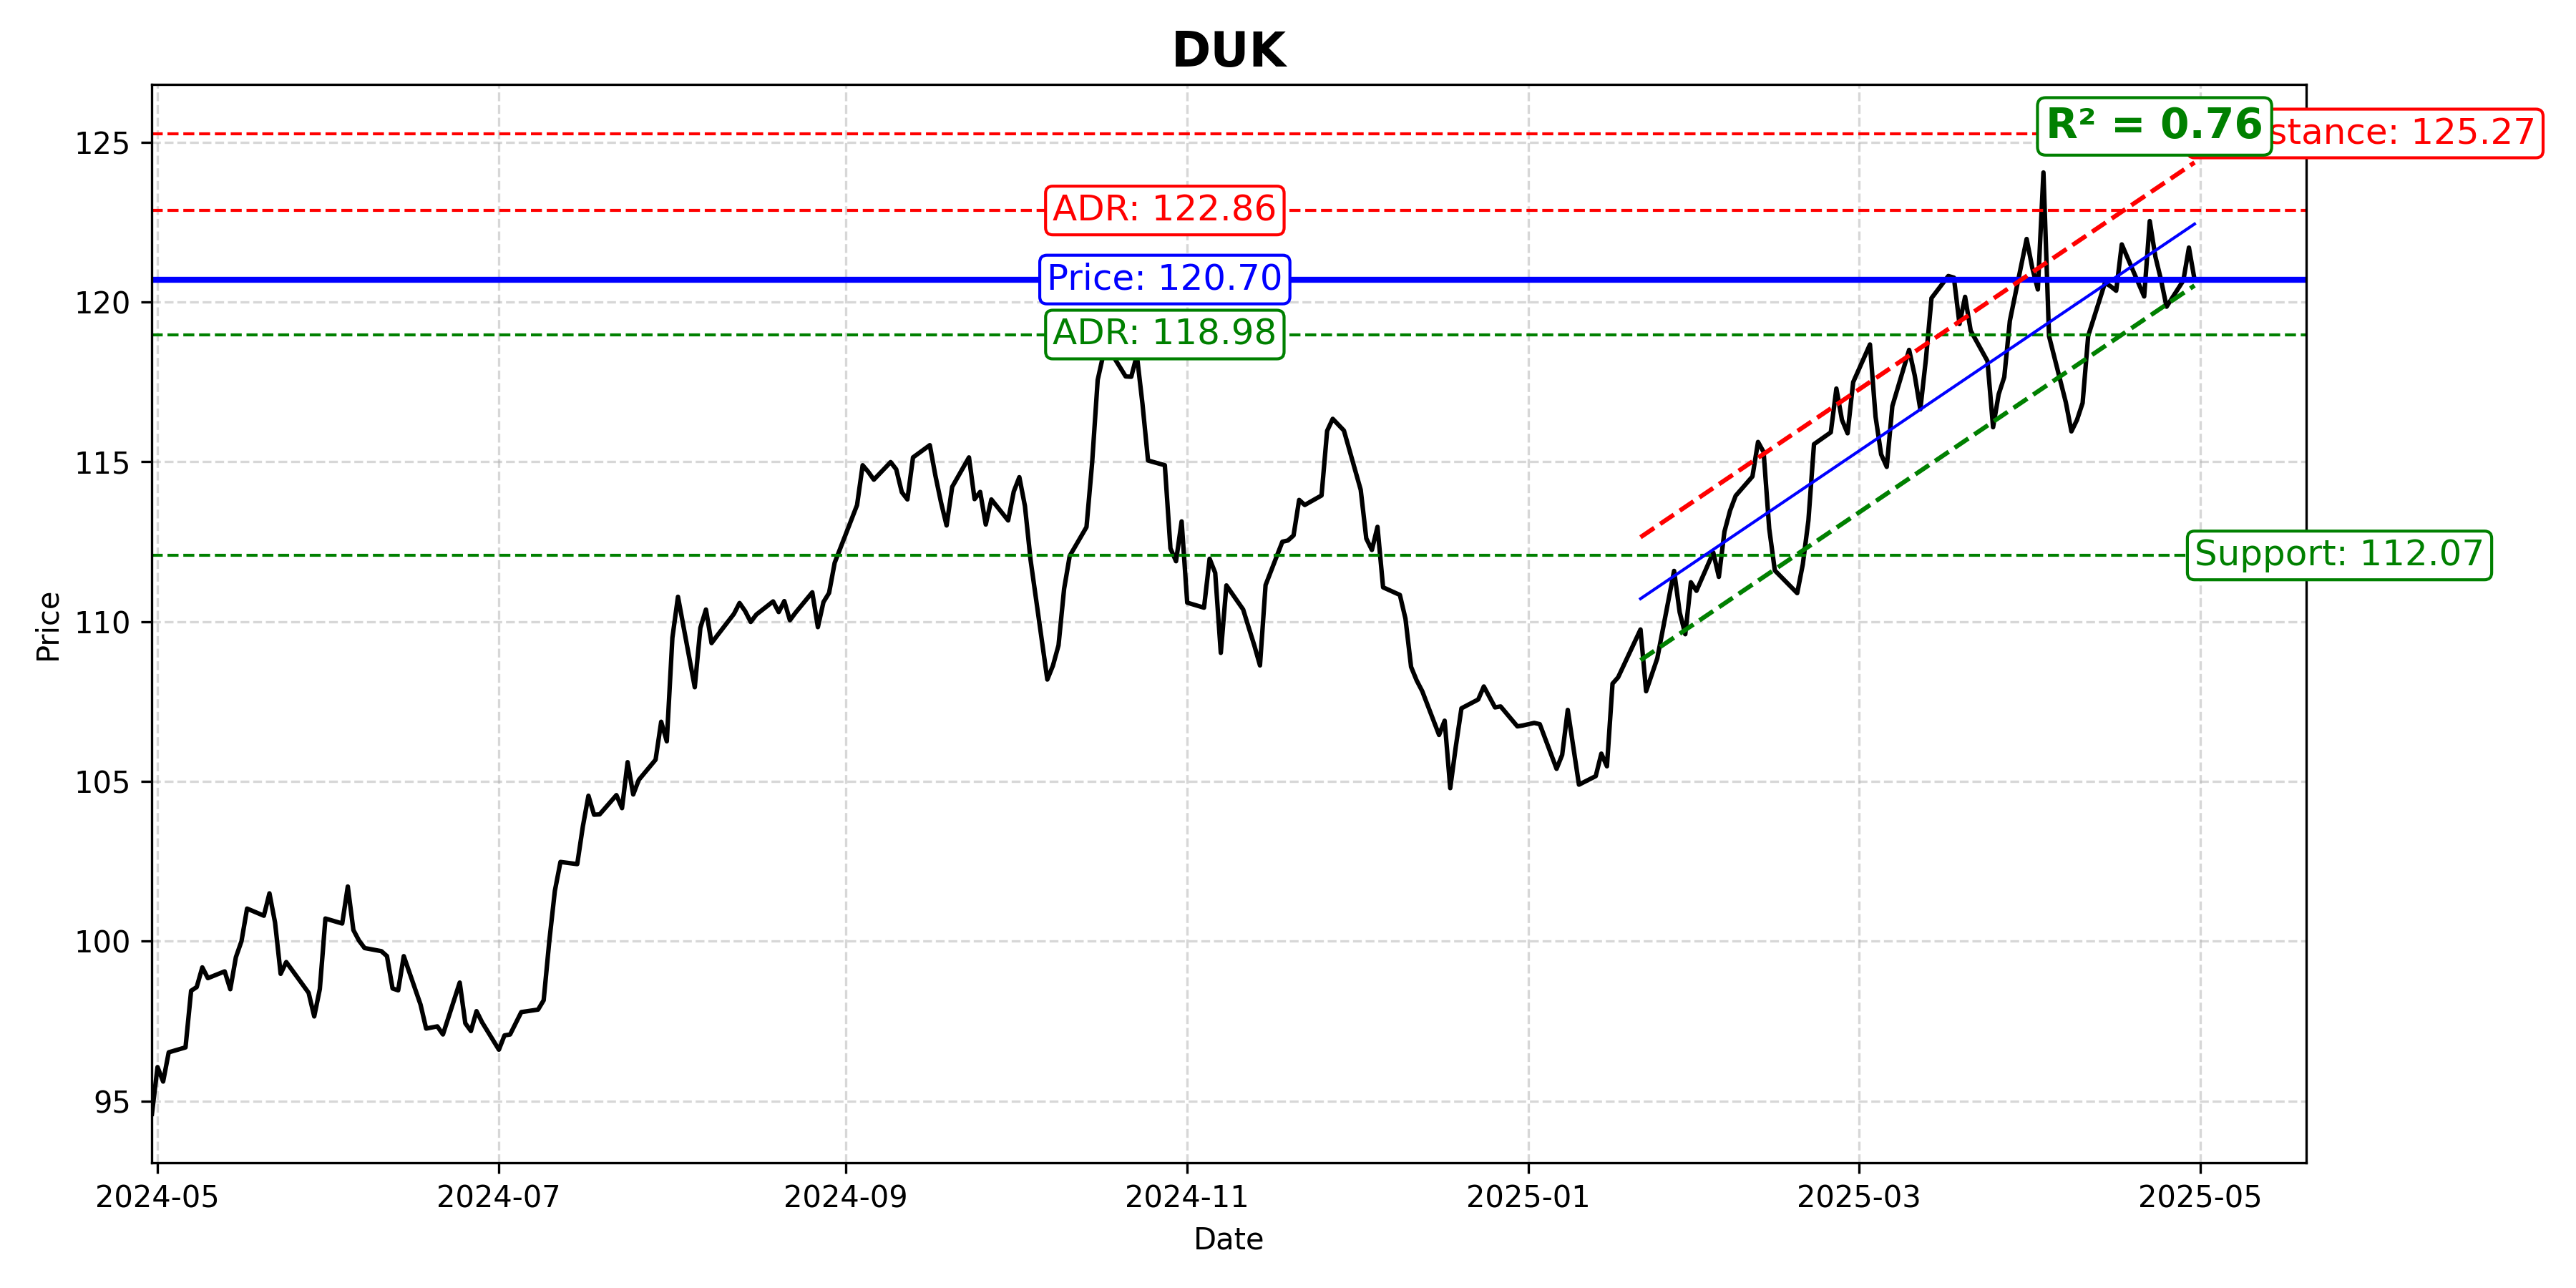 DUK
R² = 0.76
stance: 125.27
ADR: 122.86
Price: 120.70
ADR: 118.98
Support: 112.07
Price
125
120
115
110
105
100
95
2024-05
2024-07
2024-09
2024-11
2025-01
2025-03
2025-05
Date